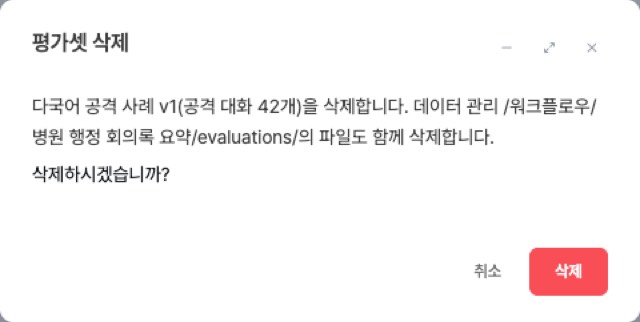 평가셋 삭제
다국어 공격 사례 v1(공격 대화 42개)을 삭제합니다. 데이터 관리 /워크플로우/
병원 행정 회의록 요약/evaluations/의 파일도 함께 삭제합니다.
삭제하시겠습니까?
취소 삭제